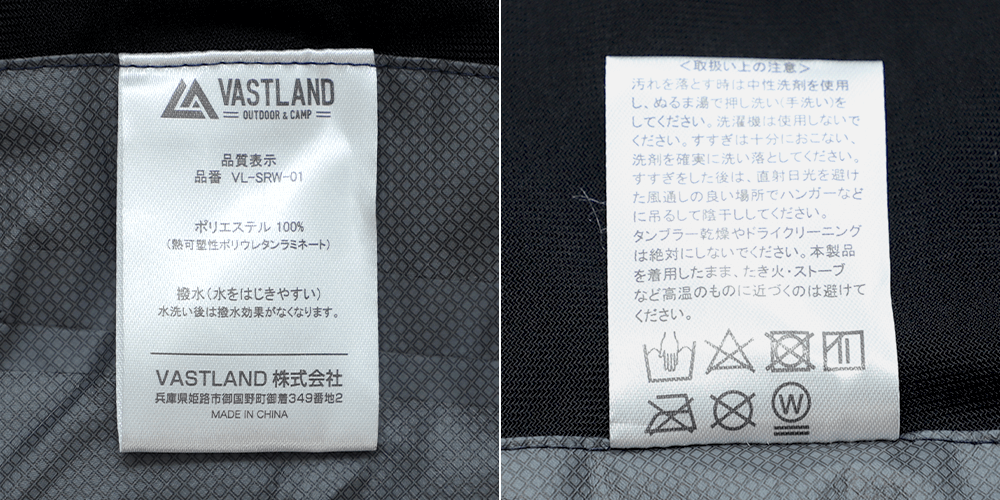 VASTLAND
OUTDOOR & CAMP
品質表示
品番 VL-SRW-01
ポリエステル 100%
(熱可塑性ポリウレタンラミネート)
撥水(水をはじきやすい)
水洗い後は撥水効果がなくなります。
VASTLAND 株式会社
兵庫県姫路市御国野町御着349番地2
MADE IN CHINA
<取扱い上の注意>
汚れを落とす時は中性洗剤を使用
し、ぬるま湯で押し洗い(手洗い)を
してください。洗濯機は使用しないで
ください。すすぎは十分におこない、
洗剤を確実に洗い落としてください。
すすぎをした後は、直射日光を避け
た風通しの良い場所でハンガーなど
に吊るして陰干ししてください。
タンブラー乾燥やドライクリーニング
は絶対にしないでください。本製品
を着用したまま、たき火・ストーブ
など高温のものに近づくのは避けて
ください。
W